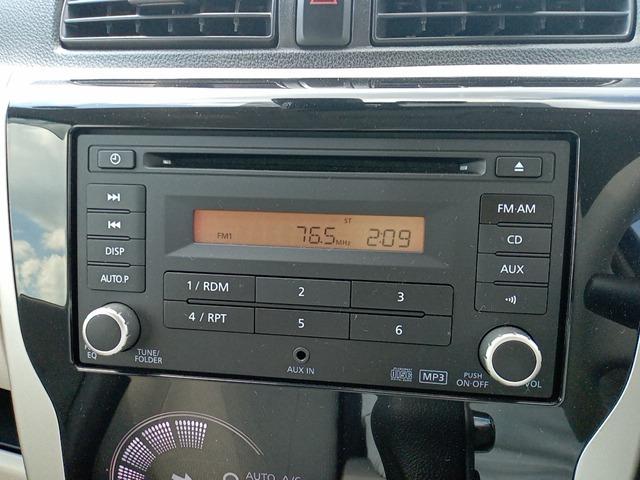 FM·AM
DISP
CD
AUTO.P
AUX
ST
FM1 76.5 MHz 2:09
1 / RDM 2 3
4 / RPT 5 6
EQ
TUNE/
FOLDER
AUX IN
MP3
PUSH
ON·OFF
VOL
AUTO A/C